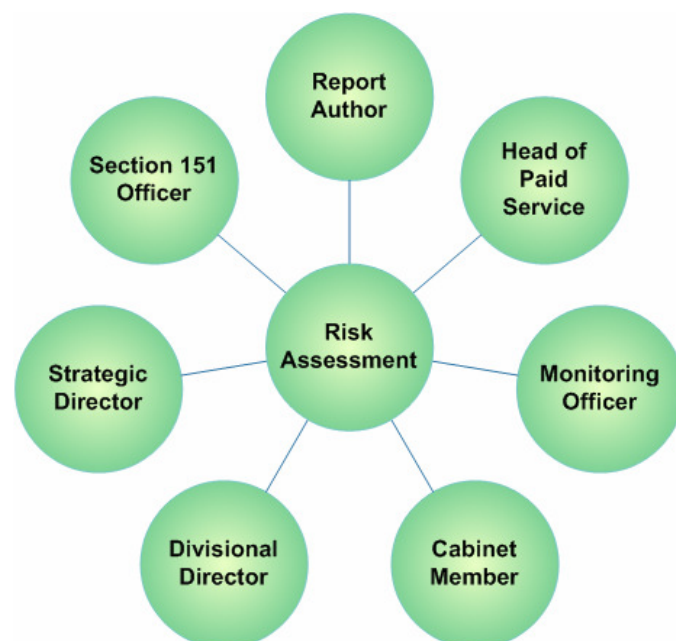 Report
Author
Head of
Paid
Service
Section 151
Officer
Risk
Assessment
Strategic
Director
Monitoring
Officer
Divisional
Director
Cabinet
Member